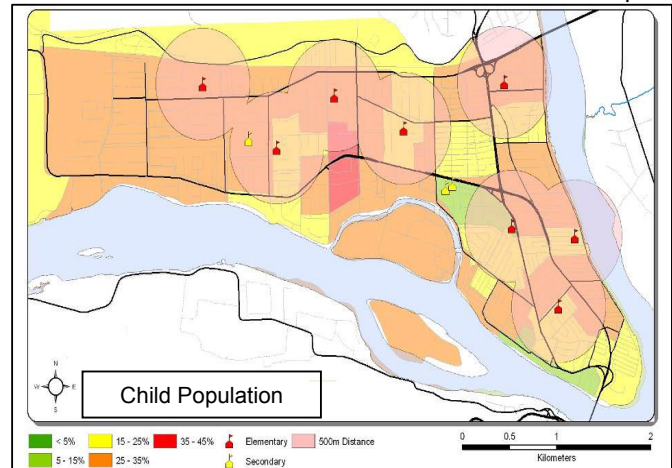 N
W E
S
Child Population
< 5% 15 - 25% 35 - 45% Elementary 500m Distance
5 - 15% 25 - 35% Secondary
0 0.5 1 2
Kilometers